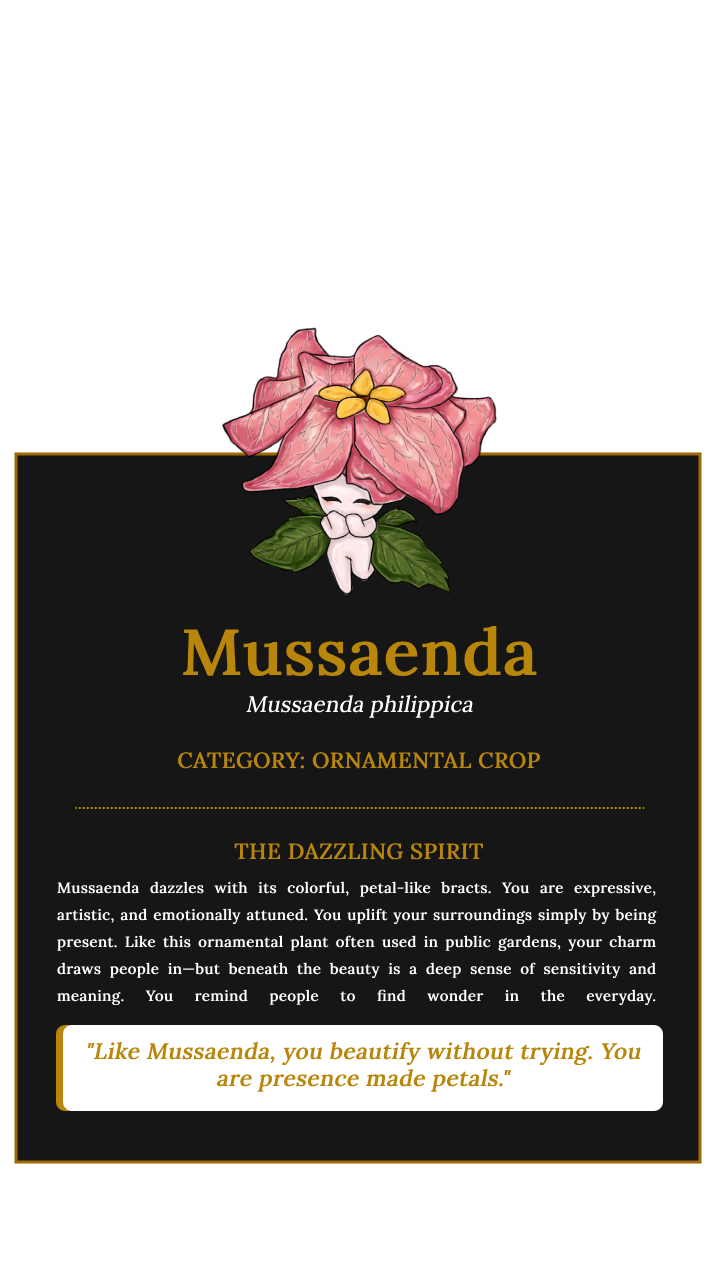 Mussaenda
Mussaenda philippica
CATEGORY: ORNAMENTAL CROP
THE DAZZLING SPIRIT
Mussaenda dazzles with its colorful, petal-like bracts. You are expressive,
artistic, and emotionally attuned. You uplift your surroundings simply by being
present. Like this ornamental plant often used in public gardens, your charm
draws people in—but beneath the beauty is a deep sense of sensitivity and
meaning. You remind people to find wonder in the everyday.
"Like Mussaenda, you beautify without trying. You
are presence made petals."